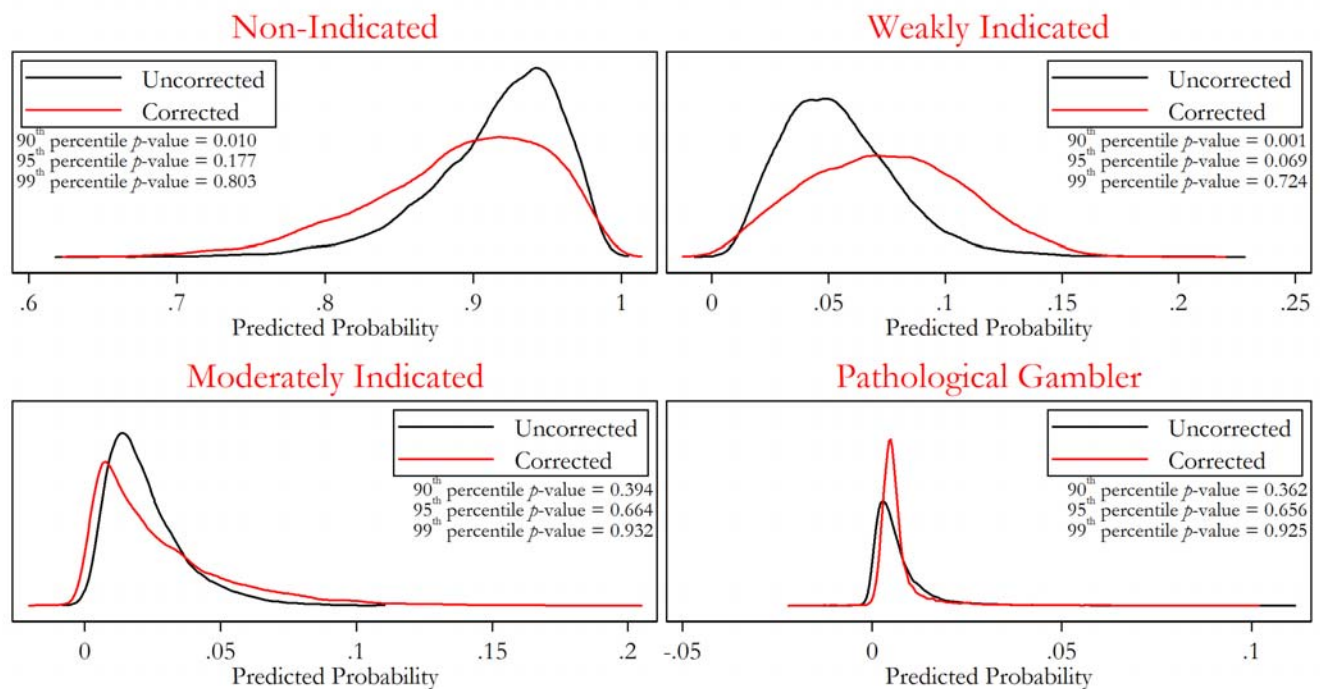 Non-Indicated
Uncorrected
Corrected
90th percentile p-value = 0.010
95th percentile p-value = 0.177
99th percentile p-value = 0.803
.6 .7 .8 .9 1
Predicted Probability
Weakly Indicated
Uncorrected
Corrected
90th percentile p-value = 0.001
95th percentile p-value = 0.069
99th percentile p-value = 0.724
0 .05 .1 .15 .2 .25
Predicted Probability
Moderately Indicated
Uncorrected
Corrected
90th percentile p-value = 0.394
95th percentile p-value = 0.664
99th percentile p-value = 0.932
0 .05 .1 .15 .2
Predicted Probability
Pathological Gambler
Uncorrected
Corrected
90th percentile p-value = 0.362
95th percentile p-value = 0.656
99th percentile p-value = 0.925
-.05 0 .05 .1
Predicted Probability